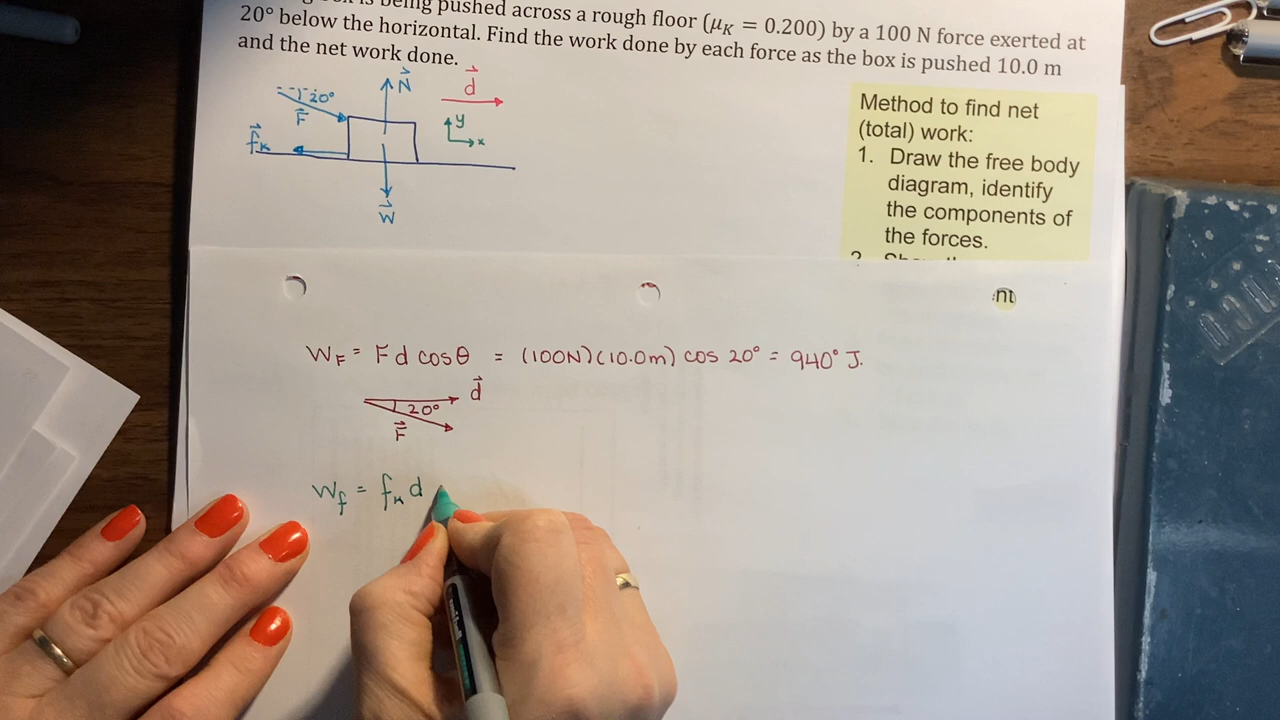 is being pushed across a rough floor (μK = 0.200) by a 100 N force exerted at
20° below the horizontal. Find the work done by each force as the box is pushed 10.0 m
and the net work done.
20°
F
N
d
y
x
fk
W
Method to find net
(total) work:
1. Draw the free body
diagram, identify
the components of
the forces.
WF = F d cosθ = (100N)(10.0m) cos 20° = 940° J.
d
20°
F
Wf = fk d